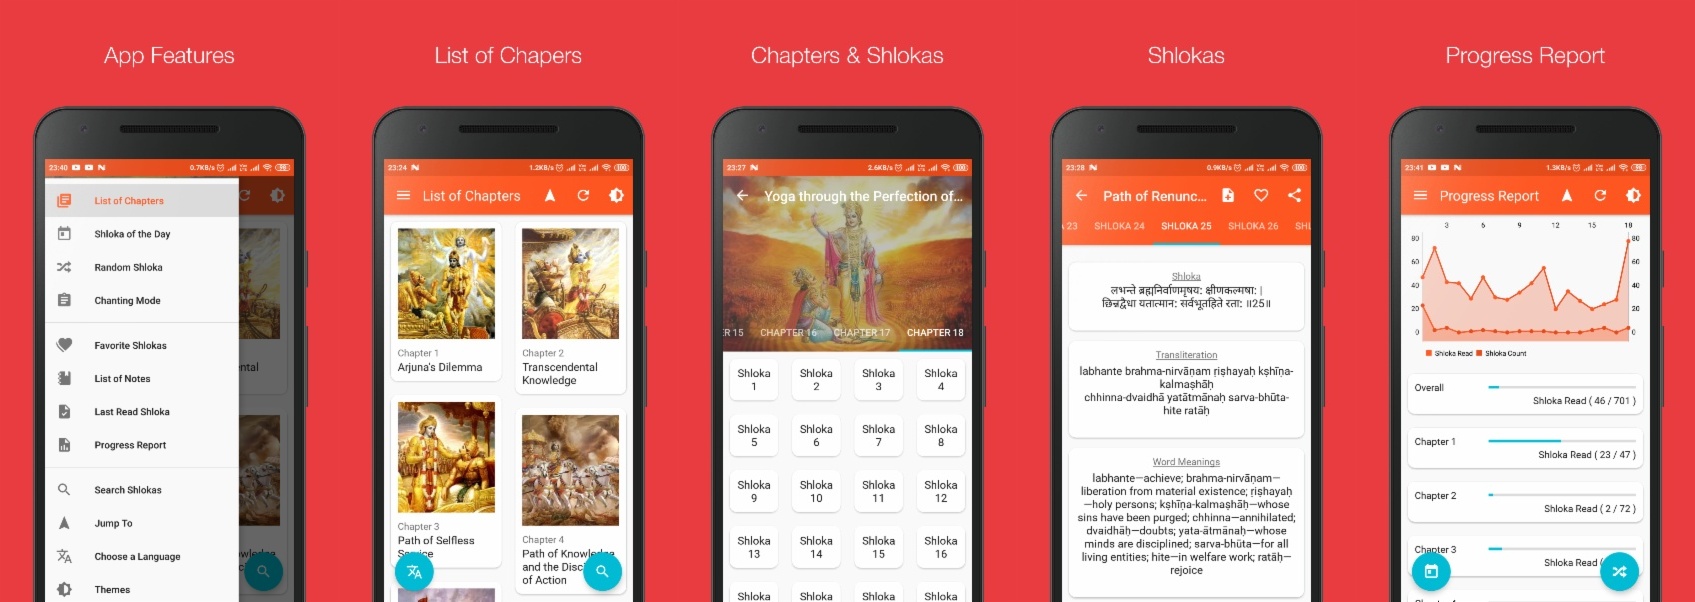 App Features
23:40
0.7KB/s
List of Chapters
Shloka of the Day
Random Shloka
Chanting Mode
Favorite Shlokas
List of Notes
Last Read Shloka
Progress Report
Search Shlokas
Jump To
Choose a Language
Themes
List of Chapers
23:24
1.2KB/s
100
List of Chapters
Chapter 1
Arjuna's Dilemma
Chapter 2
Transcendental
Knowledge
Chapter 3
Path of Selfless
Service
Chapter 4
Path of Knowledge
and the Disci
of Action
Chapters & Shlokas
23:27
2.6KB/s
100
Yoga through the Perfection of...
R 15 CHAPTER 16 CHAPTER 17 CHAPTER 18
Shloka Shloka Shloka Shloka
1 2 3 4
Shloka Shloka Shloka Shloka
5 6 7 8
Shloka Shloka Shloka Shloka
9 10 11 12
Shloka Shloka Shloka Shloka
13 14 15 16
Shloka Shloka Shloka Shloka
Shlokas
23:28
0.9KB/s
100
Path of Renunc...
23 SHLOKA 24 SHLOKA 25 SHLOKA 26 SHL
Shloka
लभन्ते ब्रह्मनिर्वाणमृषय: क्षीणकल्मषा: |
छिन्नद्वैधा यतात्मान: सर्वभूतहिते रता: ॥25॥
Transliteration
labhante brahma-nirvāṇam ṛiṣhayaḥ kṣhīṇa-
kalmaṣhāḥ
chhinna-dvaidhā yatātmānaḥ sarva-bhūta-
hite ratāḥ
Word Meanings
labhante—achieve; brahma-nirvāṇam—
liberation from material existence; ṛiṣhayaḥ
—holy persons; kṣhīṇa-kalmaṣhāḥ—whose
sins have been purged; chhinna—annihilated;
dvaidhāḥ—doubts; yata-ātmānaḥ—whose
minds are disciplined; sarva-bhūta—for all
living entities; hite—in welfare work; ratāḥ—
rejoice
Progress Report
23:41
1.3KB/s
Progress Report
3 6 9 12 15 18
80 80
60 60
40 40
20 20
0 0
Shloka Read Shloka Count
Overall
Shloka Read ( 46 / 701 )
Chapter 1
Shloka Read ( 23 / 47 )
Chapter 2
Shloka Read ( 2 / 72 )
Chapter 3
Shloka Read (